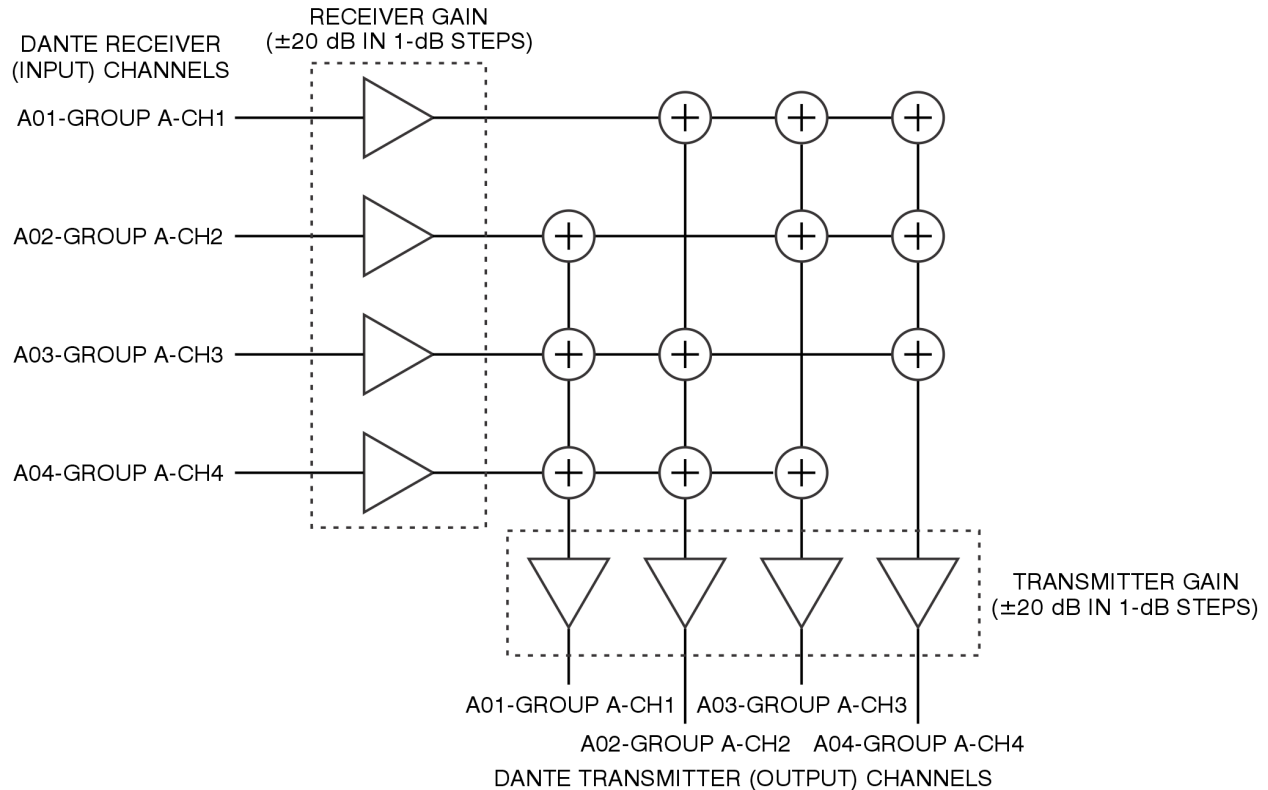 RECEIVER GAIN
(±20 dB IN 1-dB STEPS)
DANTE RECEIVER
(INPUT) CHANNELS
A01-GROUP A-CH1
A02-GROUP A-CH2
A03-GROUP A-CH3
A04-GROUP A-CH4
TRANSMITTER GAIN
(±20 dB IN 1-dB STEPS)
A01-GROUP A-CH1
A03-GROUP A-CH3
A02-GROUP A-CH2
A04-GROUP A-CH4
DANTE TRANSMITTER (OUTPUT) CHANNELS